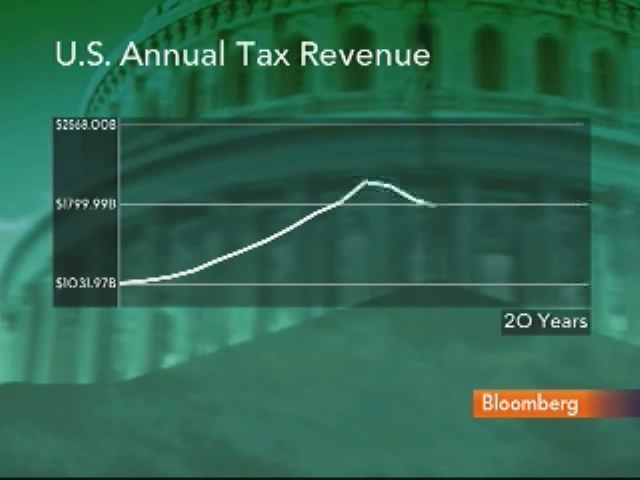 U.S. Annual Tax Revenue
$2568.00B
$1799.99B
$1031.97B
20 Years
Bloomberg